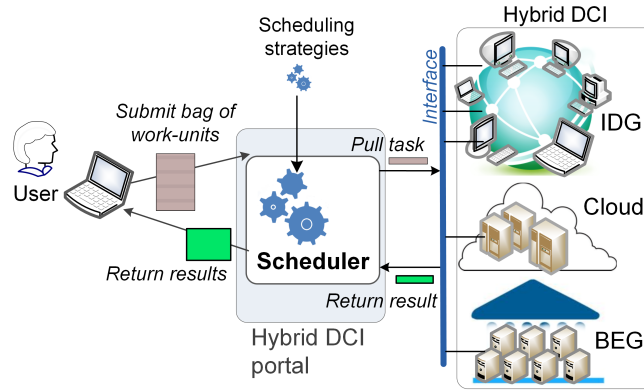 Hybrid DCI
Scheduling
strategies
Interface
Submit bag of
work-units
IDG
Pull task
User
Cloud
Scheduler
Return results
Return result
Hybrid DCI
portal
BEG